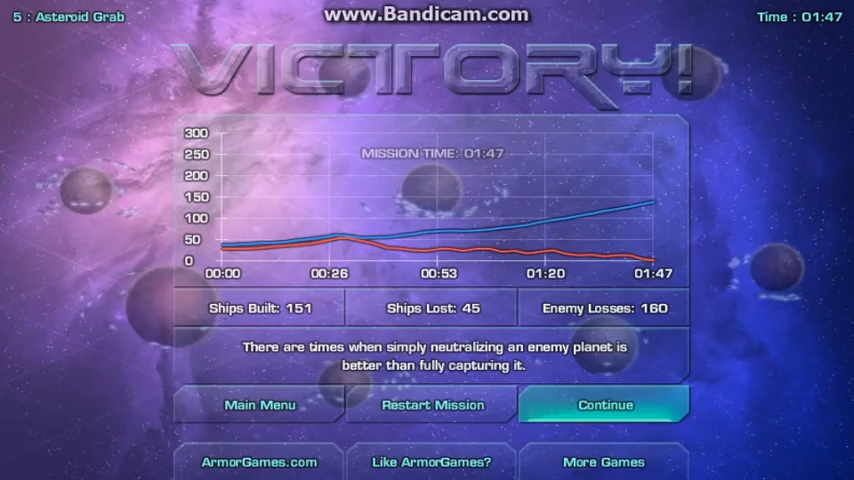 www.Bandicam.com
5 : Asteroid Grab
Time : 01:47
VICTORY!
MISSION TIME: 01:47
300
250
200
150
100
50
0
00:00 00:26 00:53 01:20 01:47
Ships Built: 151 Ships Lost: 45 Enemy Losses: 160
There are times when simply neutralizing an enemy planet is
better than fully capturing it.
Main Menu Restart Mission Continue
ArmorGames.com Like ArmorGames? More Games